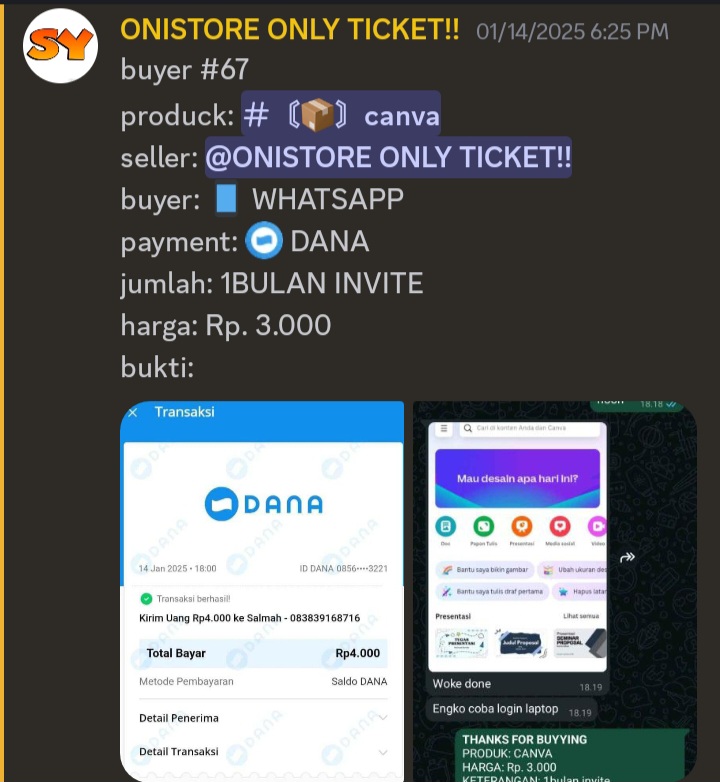 SY
ONISTORE ONLY TICKET!! 01/14/2025 6:25 PM
buyer #67
produck: # 〘📦〙 canva
seller: @ONISTORE ONLY TICKET!!
buyer: WHATSAPP
payment: DANA
jumlah: 1BULAN INVITE
harga: Rp. 3.000
bukti:
× Transaksi
DANA
14 Jan 2025 • 18:00 ID DANA 0856••••3221
Transaksi berhasil!
Kirim Uang Rp4.000 ke Salmah - 083839168716
Total Bayar Rp4.000
Metode Pembayaran Saldo DANA
Detail Penerima
Detail Transaksi
18.18
Cari di konten Anda dan Canva
Mau desain apa hari ini?
Doc Papan Tulis Presentasi Media sosial Video
Bantu saya bikin gambar Ubah ukuran des
Bantu saya tulis draf pertama Hapus latar
Presentasi Lihat semua
TUGAS PRESENTASI
Judul Proposal
SEMINAR PROPOSAL
Woke done 18.19
Engko coba login laptop 18.19
THANKS FOR BUYYING
PRODUK: CANVA
HARGA: Rp. 3.000
KETERANGAN: 1bulan invite